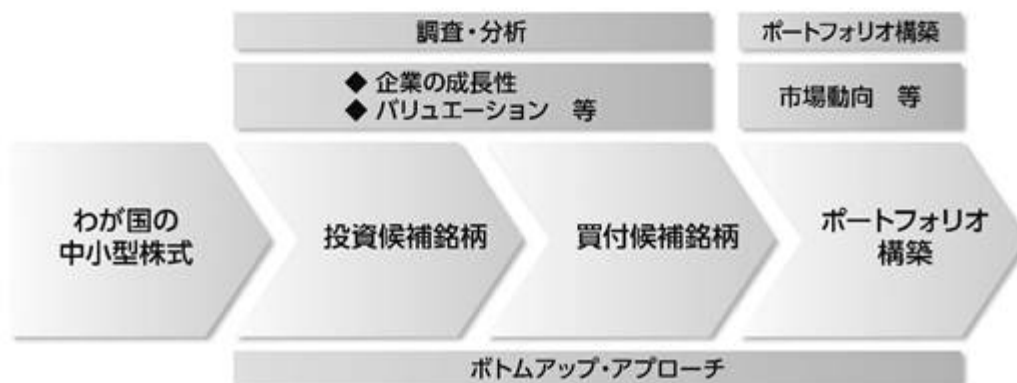 調査・分析
ポートフォリオ構築
◆ 企業の成長性
◆ バリュエーション 等
市場動向 等
わが国の
中小型株式
投資候補銘柄
買付候補銘柄
ポートフォリオ
構築
ボトムアップ・アプローチ